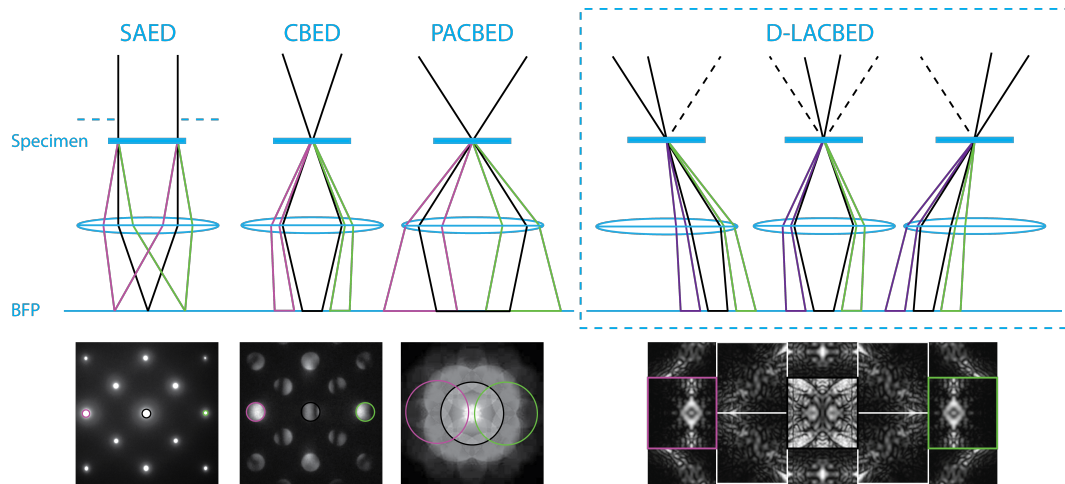 SAED
CBED
PACBED
D-LACBED
Specimen
BFP